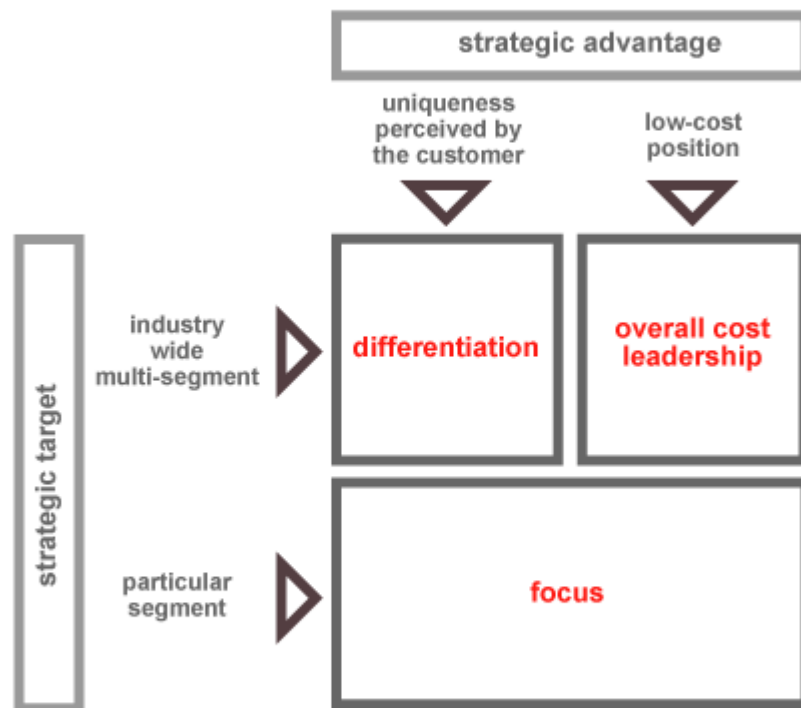 strategic advantage
uniqueness
perceived by
the customer
low-cost
position
strategic target
industry
wide
multi-segment
differentiation
overall cost
leadership
particular
segment
focus